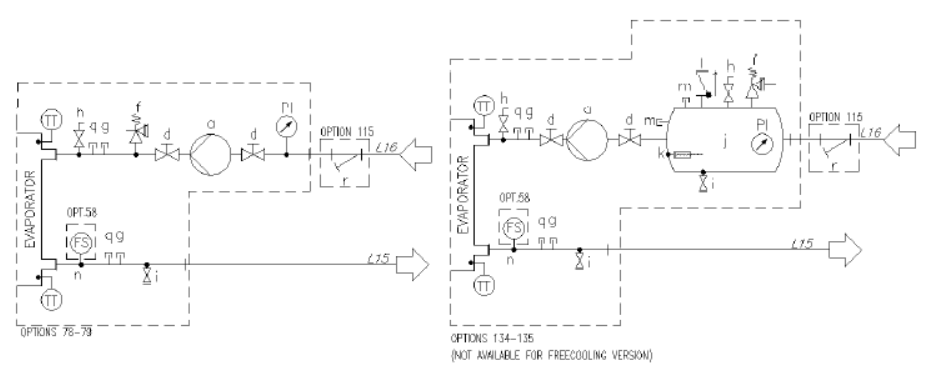 TT
h
q g
f
d
a
d
PI
OPTION 115
L16
r
EVAPORATOR
OPT.58
FS
q g
n
i
L15
TT
OPTIONS 78-79
TT
h
q g
d
a
d
m
m
l
h
f
j
PI
k
i
OPTION 115
L16
r
EVAPORATOR
OPT.58
FS
q g
n
i
L15
TT
OPTIONS 134-135
(NOT AVAILABLE FOR FREECOOLING VERSION)